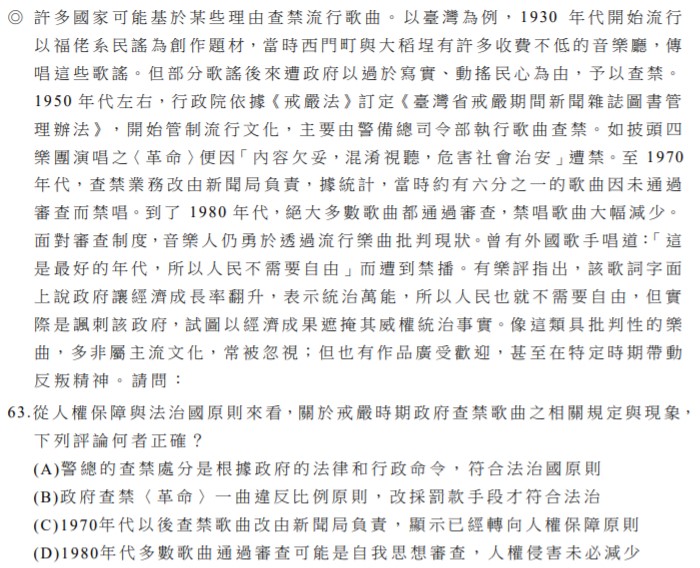 ◎ 許多國家可能基於某些理由查禁流行歌曲。以臺灣為例，1930 年代開始流行
以福佬系民謠為創作題材，當時西門町與大稻埕有許多收費不低的音樂廳，傳
唱這些歌謠。但部分歌謠後來遭政府以過於寫實、動搖民心為由，予以查禁。
1950 年代左右，行政院依據《戒嚴法》訂定《臺灣省戒嚴期間新聞雜誌圖書管
理辦法》，開始管制流行文化，主要由警備總司令部執行歌曲查禁。如披頭四
樂團演唱之〈革命〉便因「內容欠妥，混淆視聽，危害社會治安」遭禁。至 1970
年代，查禁業務改由新聞局負責，據統計，當時約有六分之一的歌曲因未通過
審查而禁唱。到了 1980 年代，絕大多數歌曲都通過審查，禁唱歌曲大幅減少。
面對審查制度，音樂人仍勇於透過流行樂曲批判現狀。曾有外國歌手唱道：「這
是最好的年代，所以人民不需要自由」而遭到禁播。有樂評指出，該歌詞字面
上說政府讓經濟成長率翻升，表示統治萬能，所以人民也就不需要自由，但實
際是諷刺該政府，試圖以經濟成果遮掩其威權統治事實。像這類具批判性的樂
曲，多非屬主流文化，常被忽視；但也有作品廣受歡迎，甚至在特定時期帶動
反叛精神。請問：
63.從人權保障與法治國原則來看，關於戒嚴時期政府查禁歌曲之相關規定與現象，
下列評論何者正確？
(A)警總的查禁處分是根據政府的法律和行政命令，符合法治國原則
(B)政府查禁〈革命〉一曲違反比例原則，改採罰款手段才符合法治
(C)1970年代以後查禁歌曲改由新聞局負責，顯示已經轉向人權保障原則
(D)1980年代多數歌曲通過審查可能是自我思想審查，人權侵害未必減少